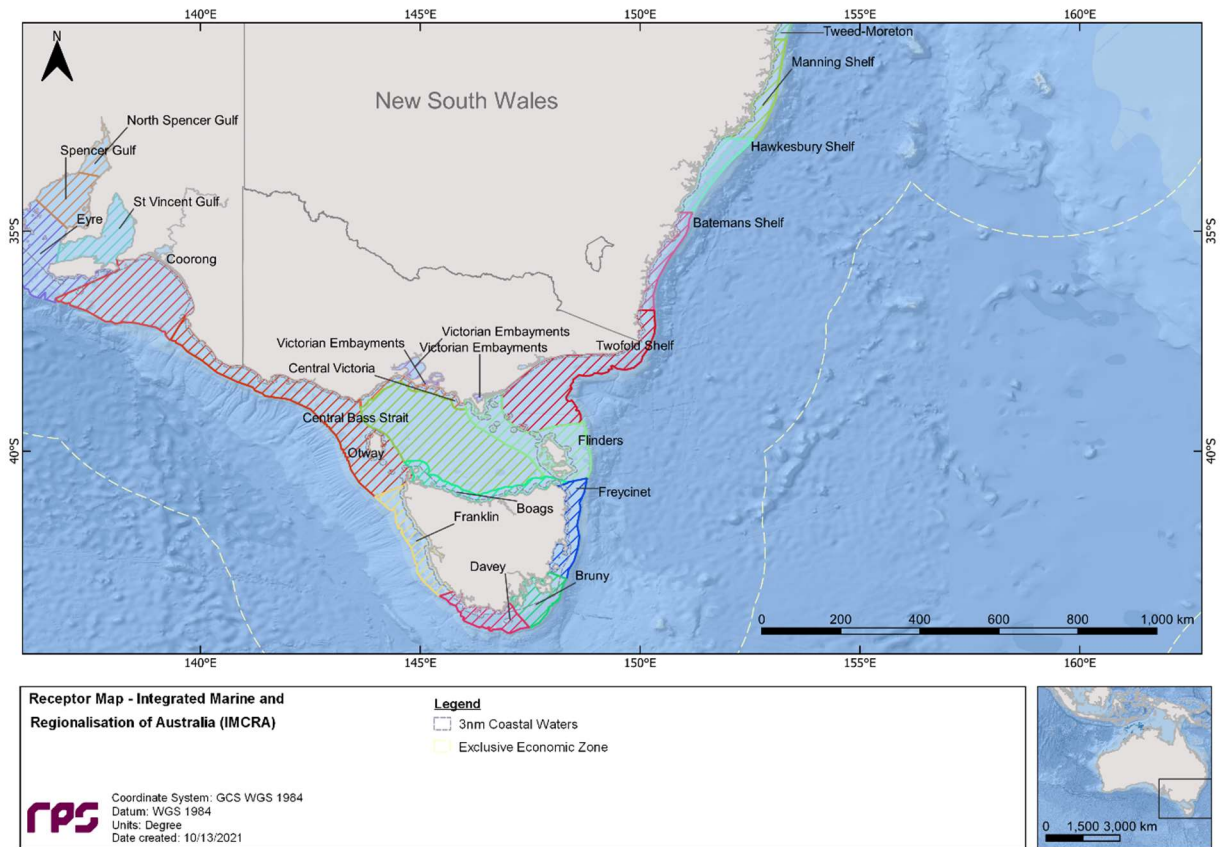 140°E 145°E 150°E 155°E 160°E
N
Tweed-Moreton
Manning Shelf
New South Wales
North Spencer Gulf
Hawkesbury Shelf
Spencer Gulf
St Vincent Gulf
Eyre
Batemans Shelf
35°S 35°S
Coorong
Victorian Embayments
Victorian Embayments
Victorian Embayments
Twofold Shelf
Central Victoria
Central Bass Strait
Flinders
40°S 40°S
Otway
Freycinet
Boags
Franklin
Davey
Bruny
0 200 400 600 800 1,000 km
140°E 145°E 150°E 155°E 160°E
Receptor Map - Integrated Marine and
Regionalisation of Australia (IMCRA)
Legend
3nm Coastal Waters
Exclusive Economic Zone
rps
Coordinate System: GCS WGS 1984
Datum: WGS 1984
Units: Degree
Date created: 10/13/2021
0 1,500 3,000 km